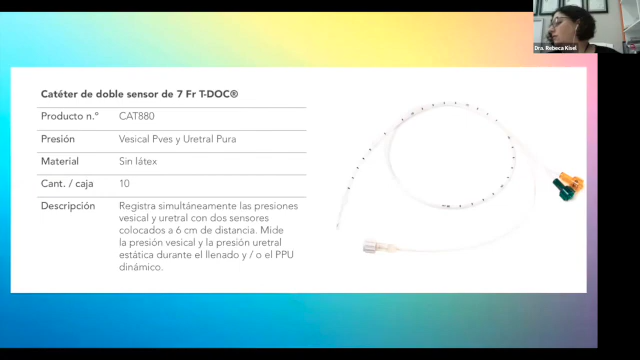 Dra. Rebeca Kisel
Catéter de doble sensor de 7 Fr T-DOC®
Producto n.º CAT880
Presión Vesical Pves y Uretral Pura
Material Sin látex
Cant. / caja 10
Descripción Registra simultáneamente las presiones
vesical y uretral con dos sensores
colocados a 6 cm de distancia. Mide
la presión vesical y la presión uretral
estática durante el llenado y / o el PPU
dinámico.